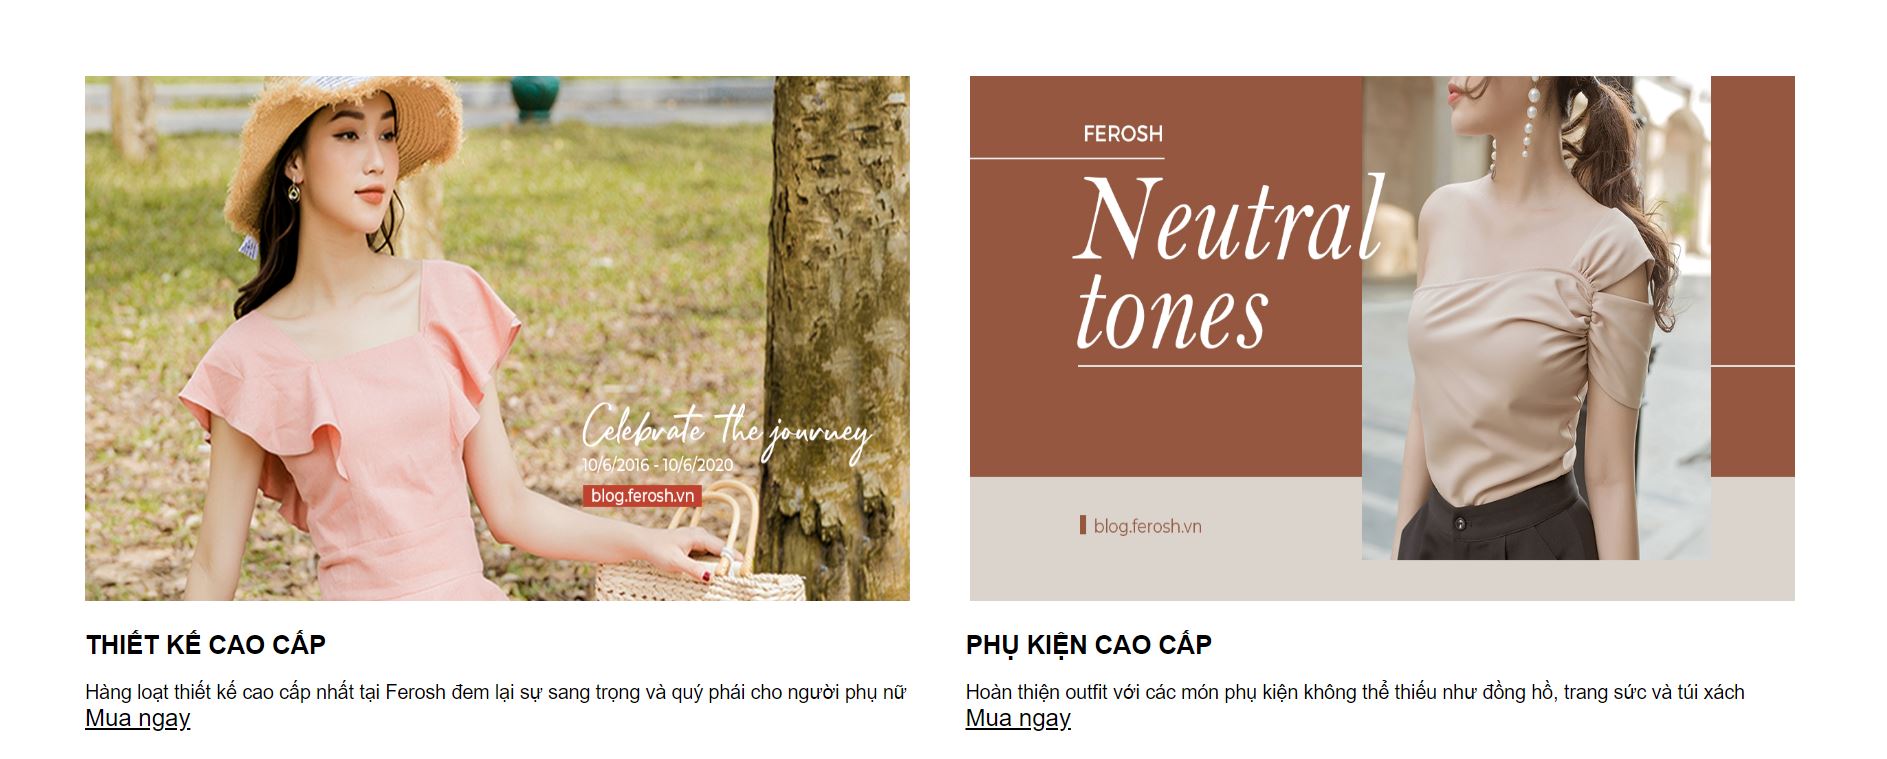 Celebrate the journey
10/6/2016 - 10/6/2020
blog.ferosh.vn
THIẾT KẾ CAO CẤP
Hàng loạt thiết kế cao cấp nhất tại Ferosh đem lại sự sang trọng và quý phái cho người phụ nữ
Mua ngay
FEROSH
Neutral
tones
blog.ferosh.vn
PHỤ KIỆN CAO CẤP
Hoàn thiện outfit với các món phụ kiện không thể thiếu như đồng hồ, trang sức và túi xách
Mua ngay